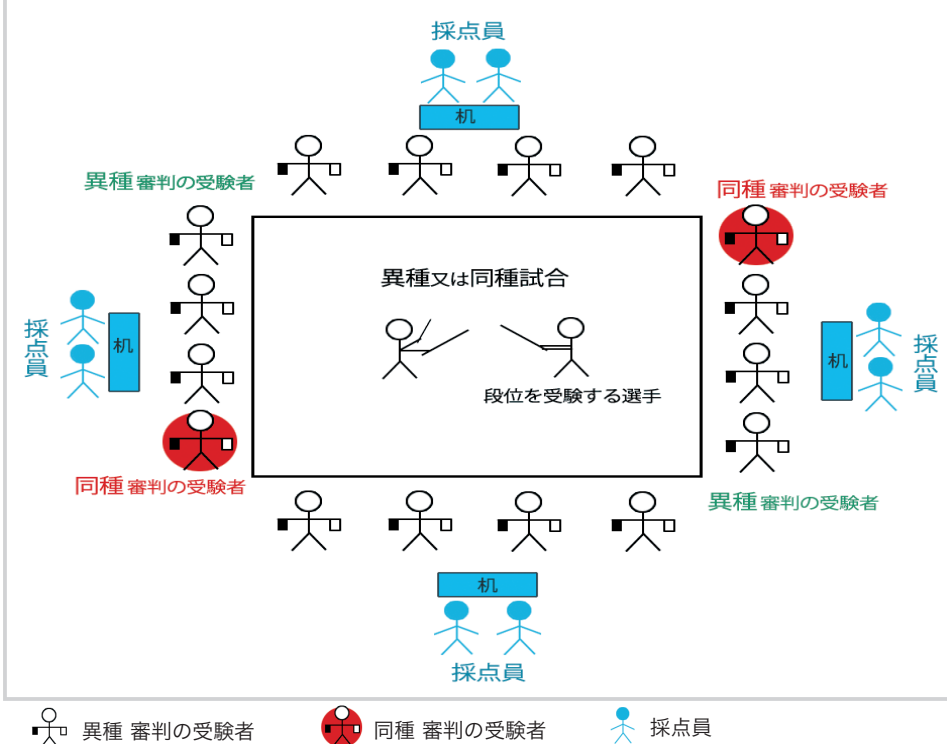 採点員
机
異種 審判の受験者
同種 審判の受験者
異種又は同種試合
採点員
机
机
採点員
段位を受験する選手
同種 審判の受験者
異種 審判の受験者
机
採点員
異種 審判の受験者
同種 審判の受験者
採点員